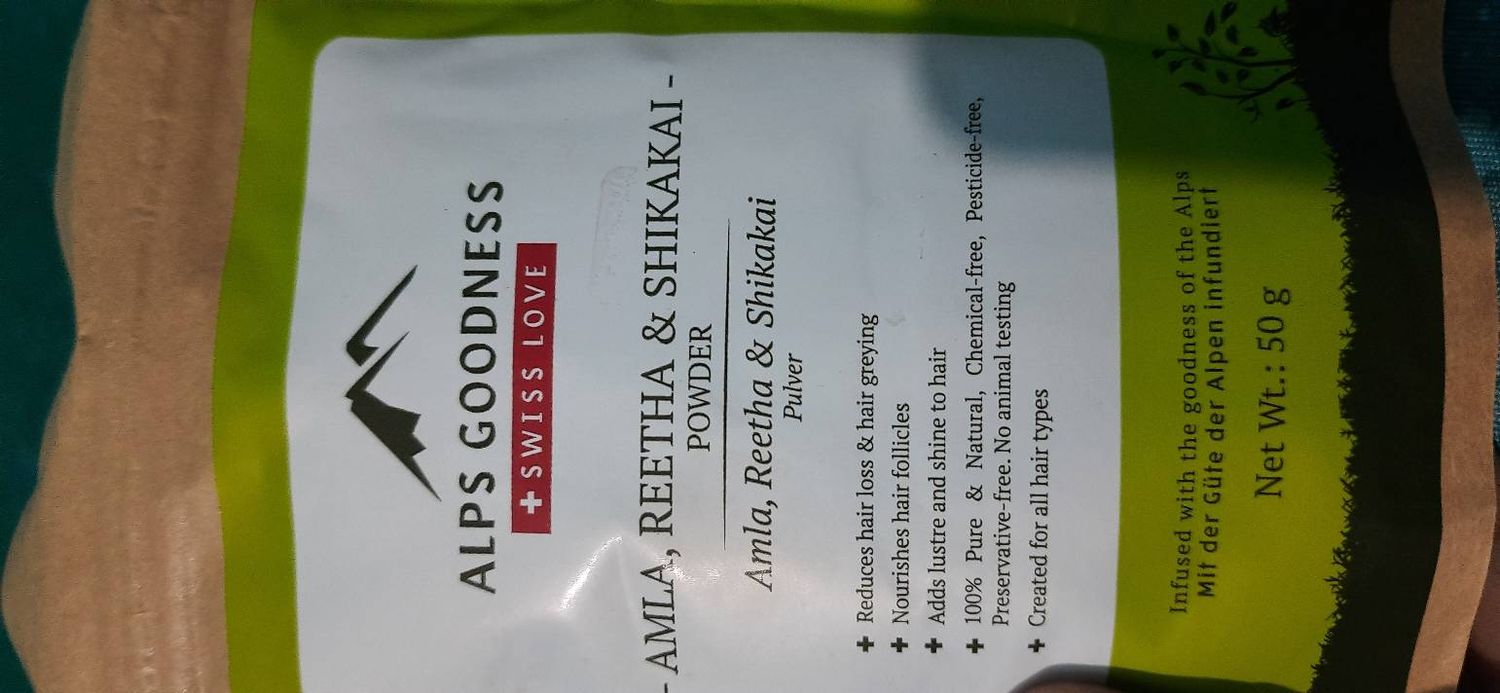 ALPS GOODNESS
+ SWISS LOVE
- AMLA, REETHA & SHIKAKAI -
POWDER
Amla, Reetha & Shikakai
Pulver
+ Reduces hair loss & hair greying
+ Nourishes hair follicles
+ Adds lustre and shine to hair
+ 100% Pure & Natural, Chemical-free, Pesticide-free,
Preservative-free. No animal testing
+ Created for all hair types
Infused with the goodness of the Alps
Mit der Güte der Alpen infundiert
Net Wt.: 50 g